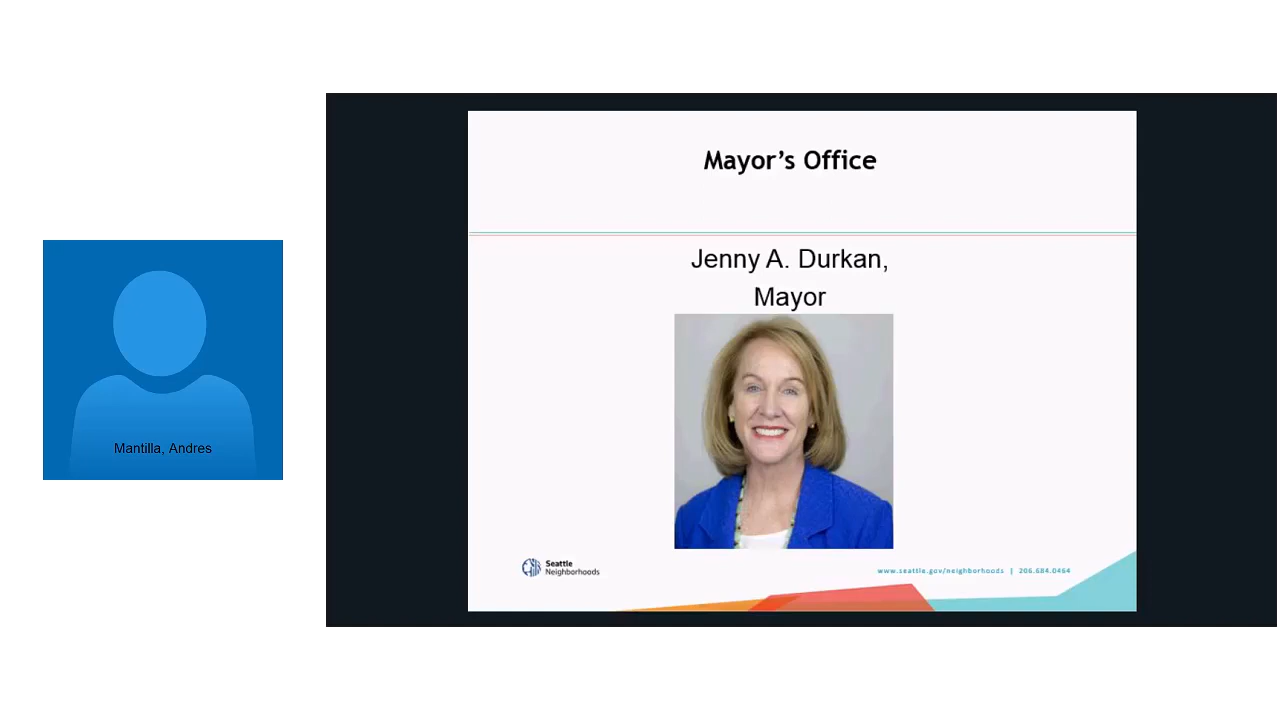 Mayor's Office
Jenny A. Durkan,
Mayor
Mantilla, Andres
Seattle
Neighborhoods
www.seattle.gov/neighborhoods | 206.684.0464